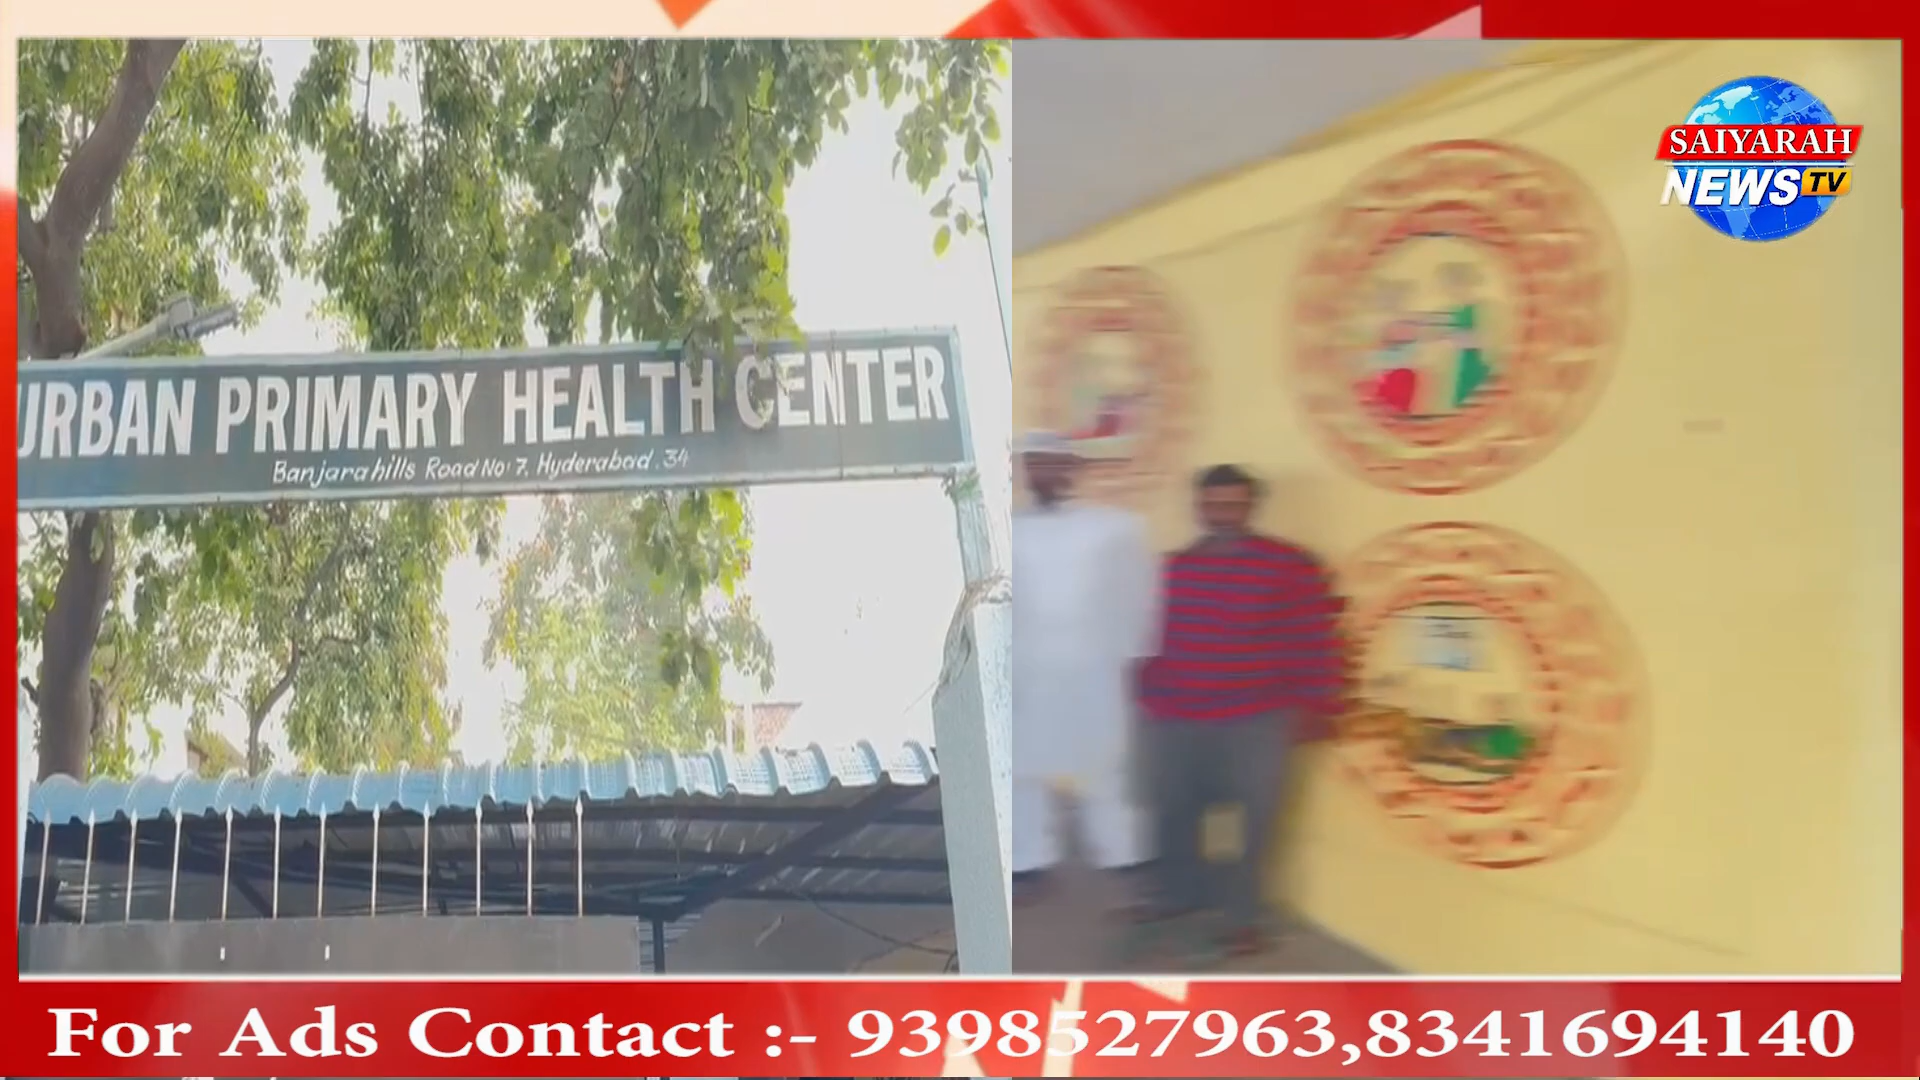 SAIYARAH
NEWS TV
URBAN PRIMARY HEALTH CENTER
Banjarahills Road No: 7, Hyderabad. 34
For Ads Contact :- 9398527963,8341694140